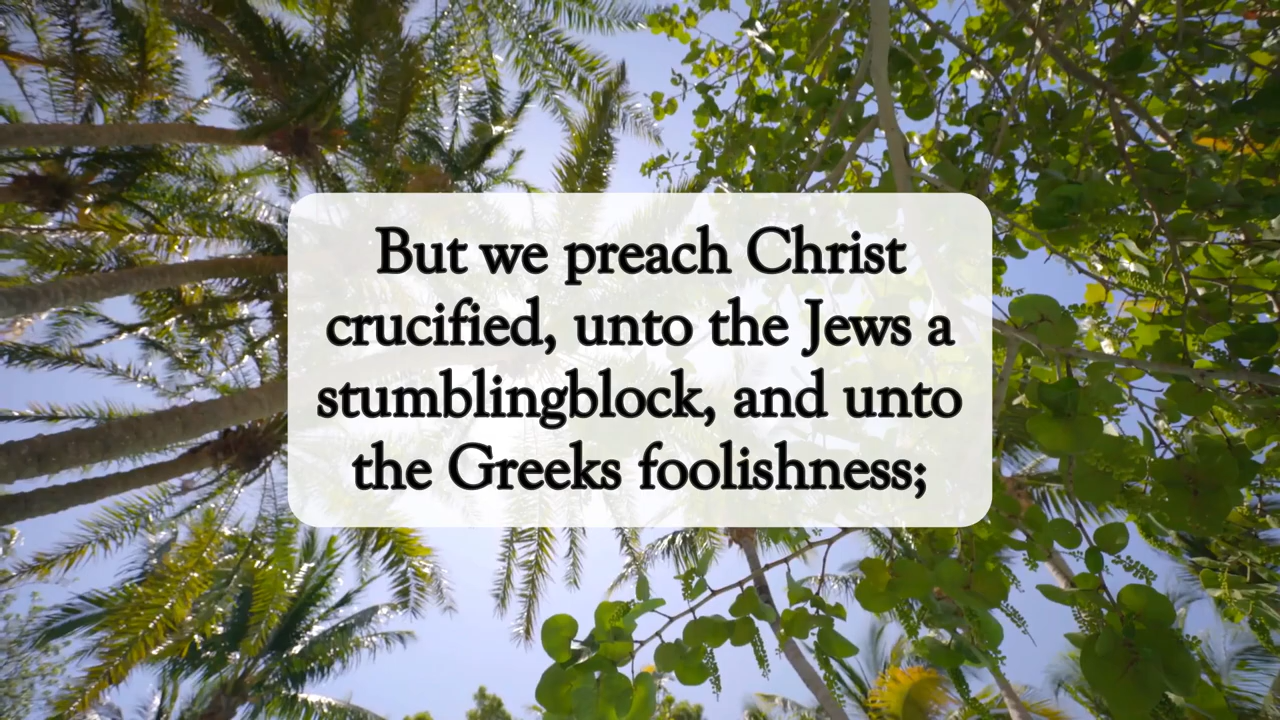 But we preach Christ
crucified, unto the Jews a
stumblingblock, and unto
the Greeks foolishness;